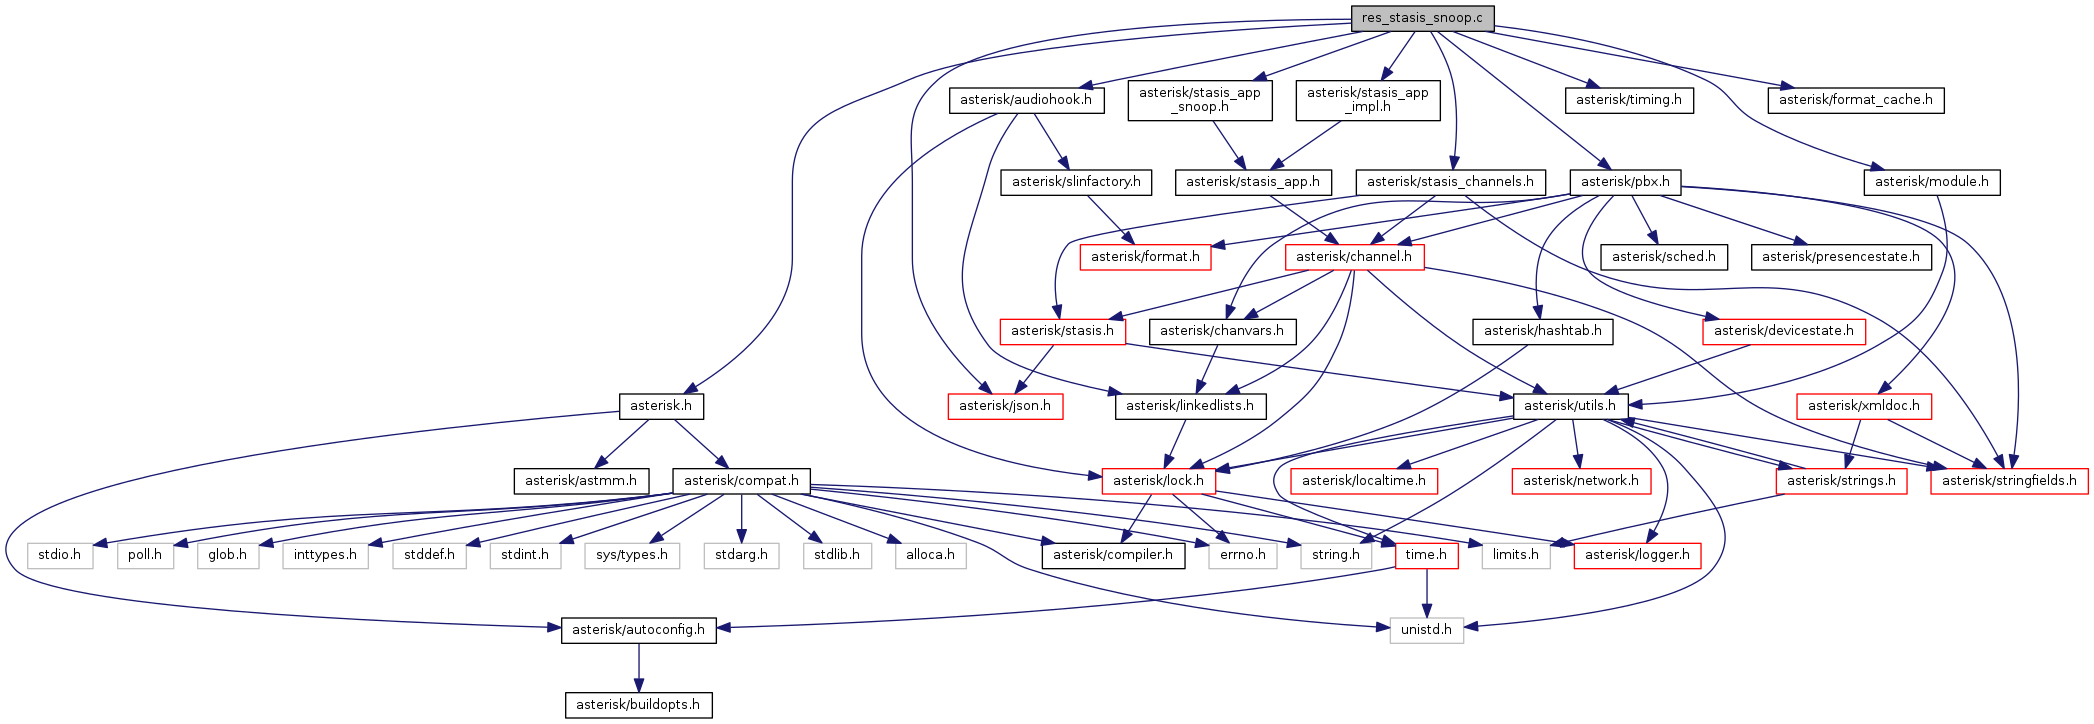 res_stasis_snoop.c
asterisk/audiohook.h
asterisk/stasis_app
_snoop.h
asterisk/stasis_app
_impl.h
asterisk/timing.h
asterisk/format_cache.h
asterisk/slinfactory.h
asterisk/stasis_app.h
asterisk/stasis_channels.h
asterisk/pbx.h
asterisk/module.h
asterisk/format.h
asterisk/channel.h
asterisk/sched.h
asterisk/presencestate.h
asterisk/stasis.h
asterisk/chanvars.h
asterisk/hashtab.h
asterisk/devicestate.h
asterisk.h
asterisk/json.h
asterisk/linkedlists.h
asterisk/utils.h
asterisk/xmldoc.h
asterisk/astmm.h
asterisk/compat.h
asterisk/lock.h
asterisk/localtime.h
asterisk/network.h
asterisk/strings.h
asterisk/stringfields.h
stdio.h
poll.h
glob.h
inttypes.h
stddef.h
stdint.h
sys/types.h
stdarg.h
stdlib.h
alloca.h
asterisk/compiler.h
errno.h
string.h
time.h
limits.h
asterisk/logger.h
asterisk/autoconfig.h
unistd.h
asterisk/buildopts.h